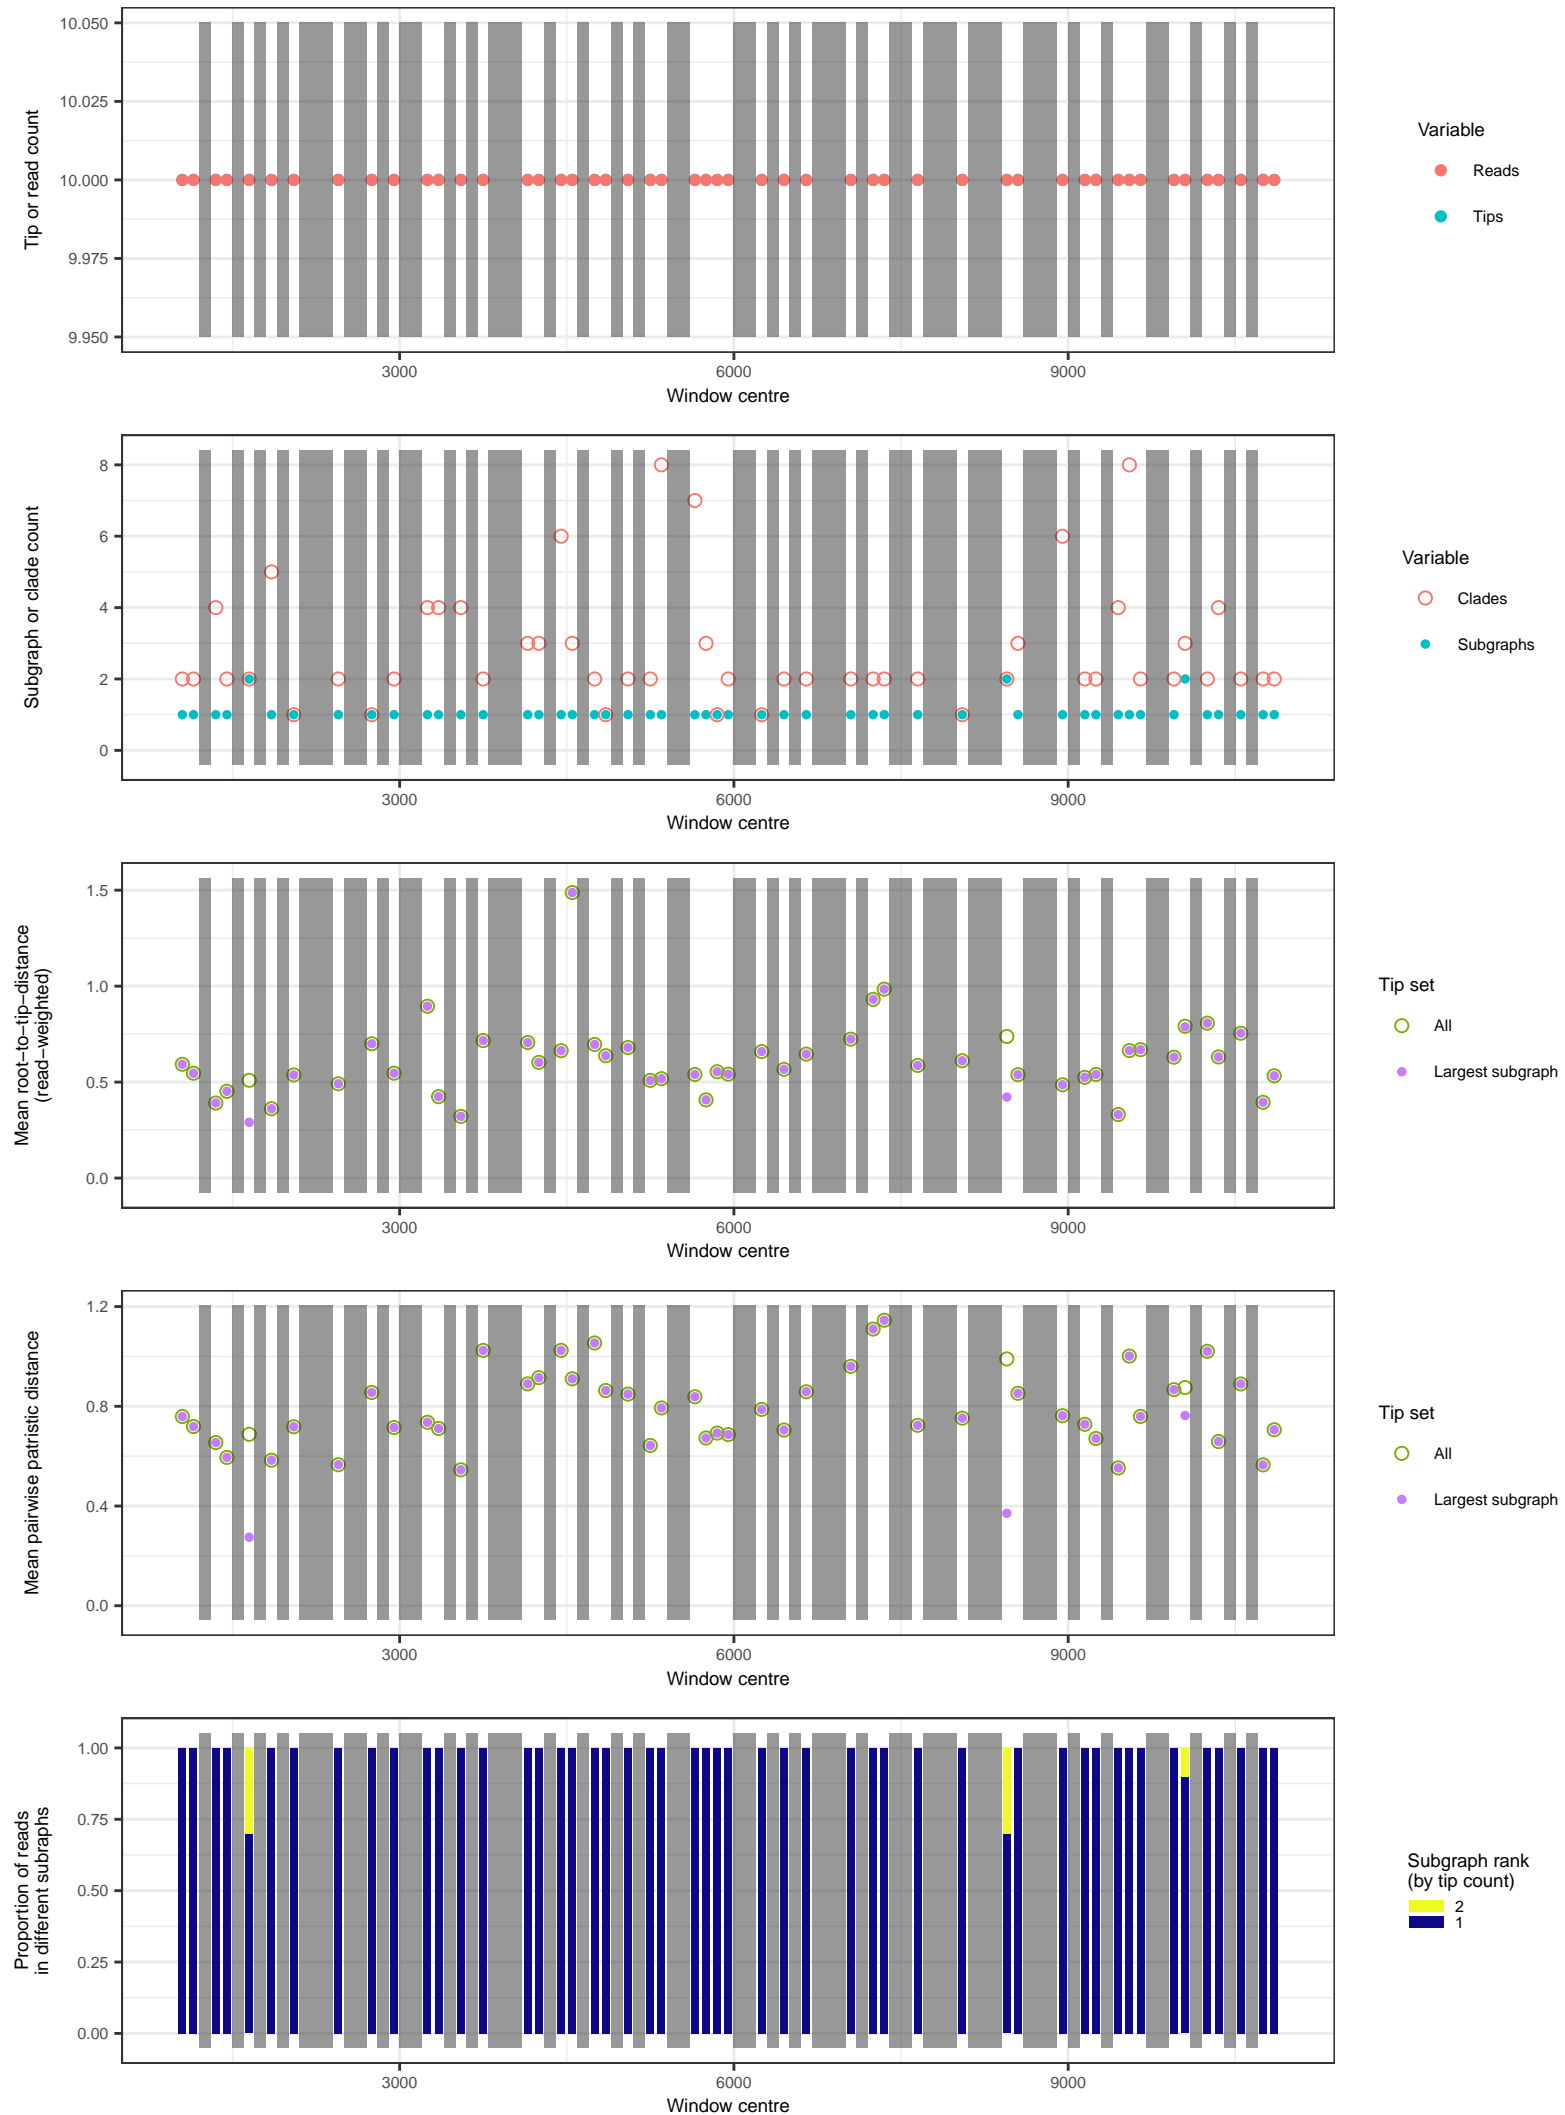 10.050
10.025
10.000
9.975
9.950
Tip or read count
3000
6000
9000
Window centre
Variable
Reads
Tips
8
6
4
2
0
Subgraph or clade count
3000
6000
9000
Window centre
Variable
Clades
Subgraphs
1.5
1.0
0.5
0.0
Mean root−to−tip−distance
(read−weighted)
3000
6000
9000
Window centre
Tip set
All
Largest subgraph
1.2
0.8
0.4
0.0
Mean pairwise patristic distance
3000
6000
9000
Window centre
Tip set
All
Largest subgraph
1.00
0.75
0.50
0.25
0.00
Proportion of reads
in different subraphs
3000
6000
9000
Window centre
Subgraph rank
(by tip count)
2
1